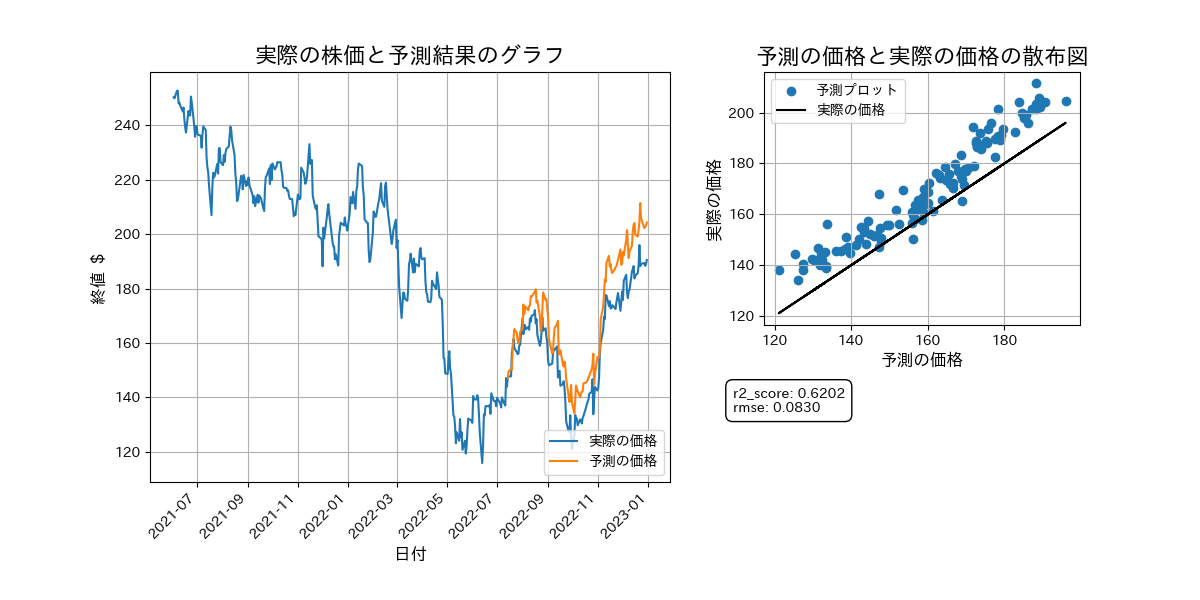 実際の株価と予測結果のグラフ
終値 $
240
220
200
180
160
140
120
2021-07
2021-09
2021-11
2022-01
2022-03
2022-05
2022-07
2022-09
2022-11
2023-01
日付
実際の価格
予測の価格
予測の価格と実際の価格の散布図
実際の価格
200
180
160
140
120
120
140
160
180
予測の価格
予測プロット
実際の価格
r2_score: 0.6202
rmse: 0.0830